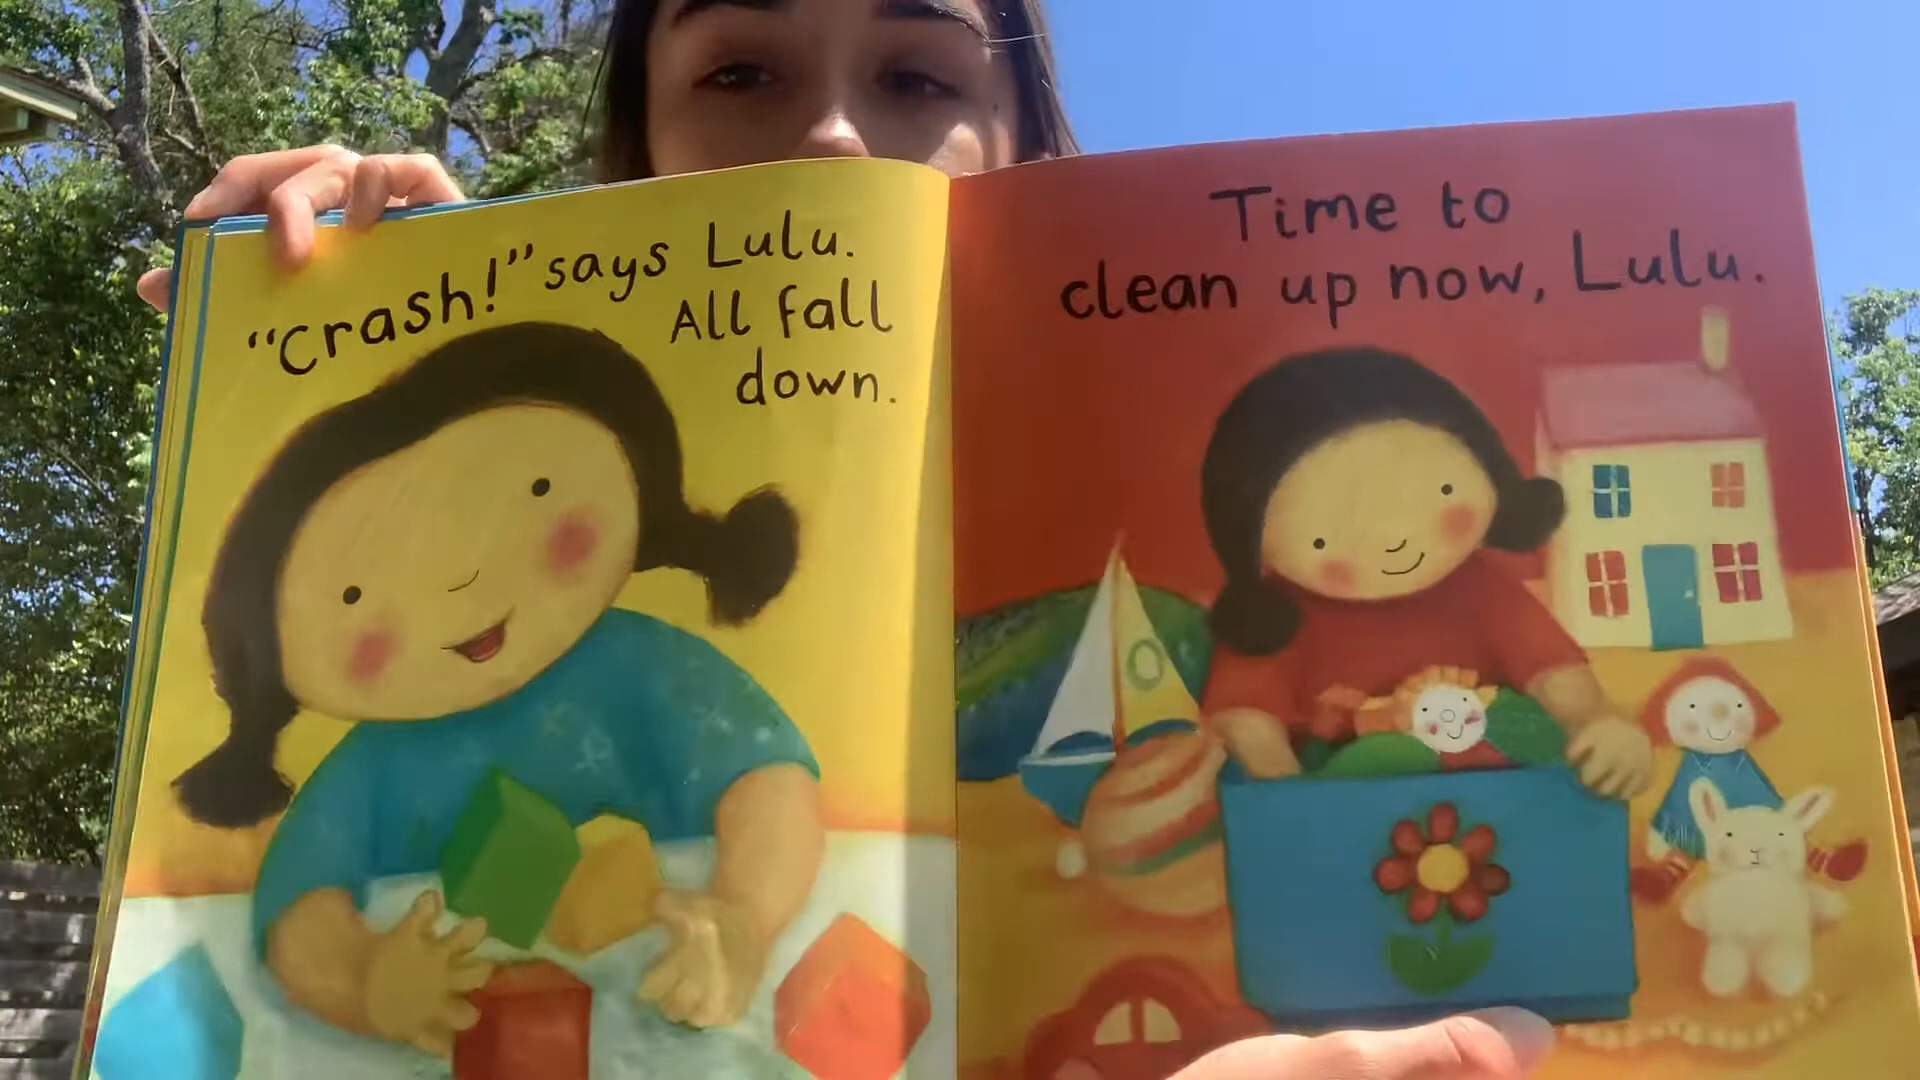 "Crash!" says Lulu.
All fall
down.
Time to
clean up now, Lulu.